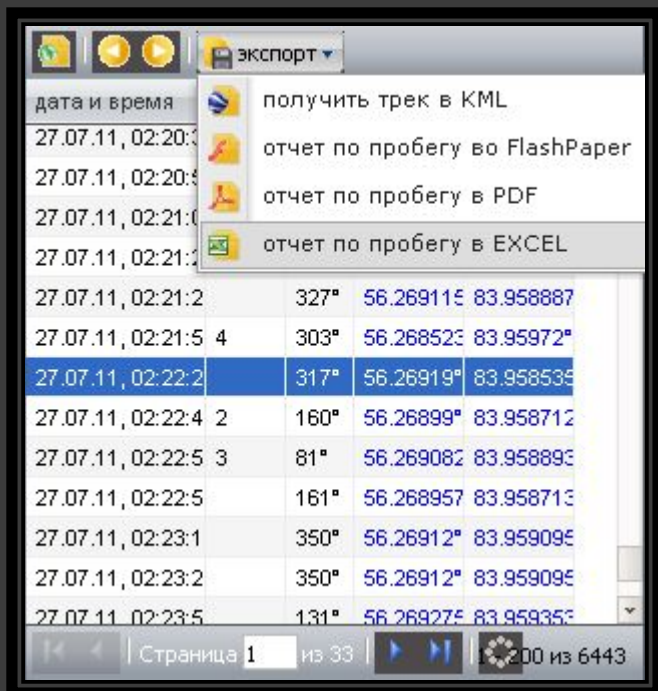 экспорт
дата и время
получить трек в KML
отчет по пробегу во FlashPaper
отчет по пробегу в PDF
отчет по пробегу в EXCEL
27.07.11, 02:20:
27.07.11, 02:20:5
27.07.11, 02:21:0
27.07.11, 02:21:2
27.07.11, 02:21:2 327° 56.269115 83.958887
27.07.11, 02:21:5 4 303° 56.268523 83.95972°
27.07.11, 02:22:2 317° 56.26919° 83.958535
27.07.11, 02:22:4 2 160° 56.26899° 83.958712
27.07.11, 02:22:5 3 81° 56.269082 83.958893
27.07.11, 02:22:5 161° 56.268957 83.958713
27.07.11, 02:23:1 350° 56.26912° 83.959095
27.07.11, 02:23:2 350° 56.26912° 83.959095
27.07.11, 02:23:5 131° 56.269275 83.959353
Страница 1 из 33 200 из 6443